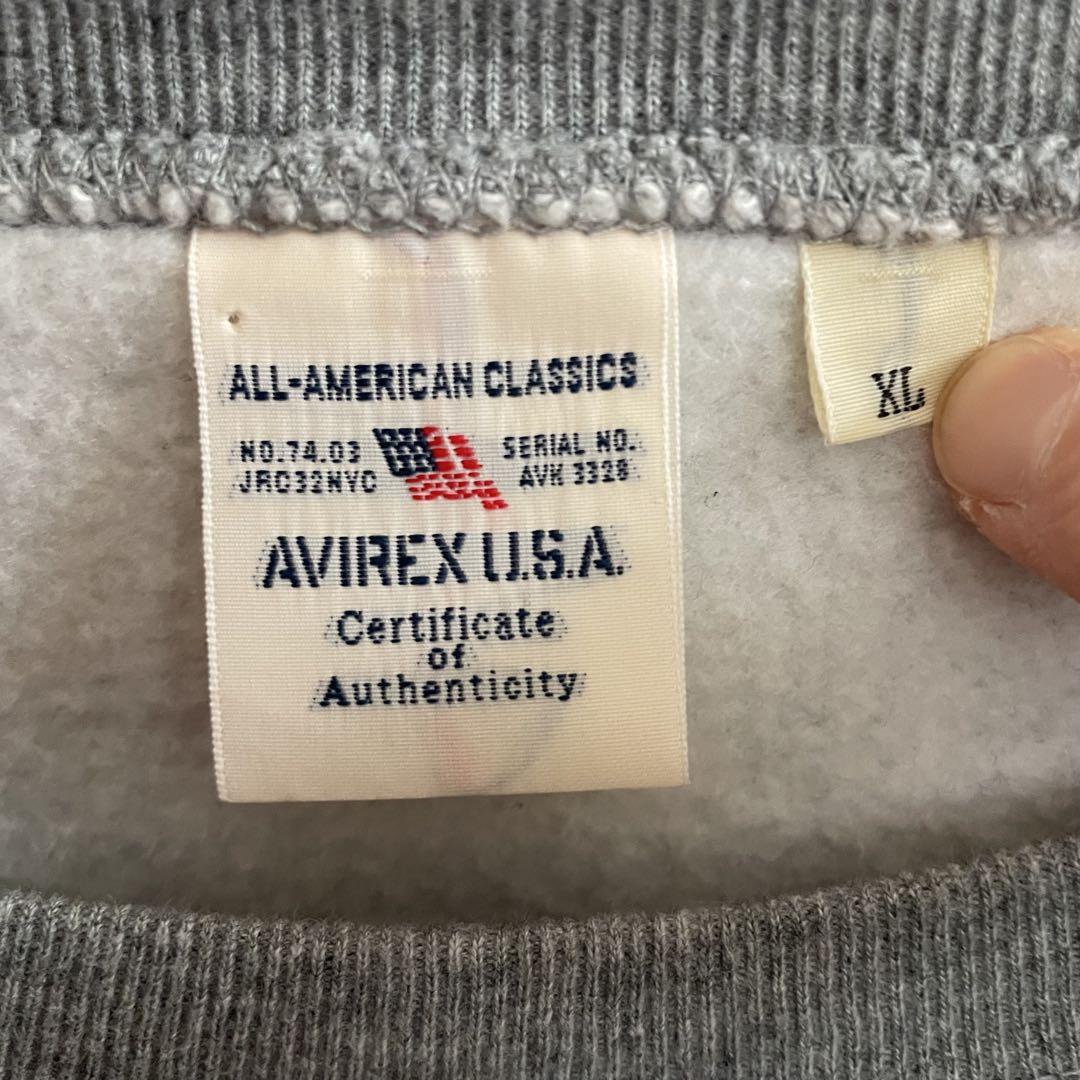 ALL-AMERICAN CLASSICS
NO.74.03
JRC32NYC
SERIAL NO.
AVK 3328
AVIREX U.S.A.
Certificate
of
Authenticity
XL